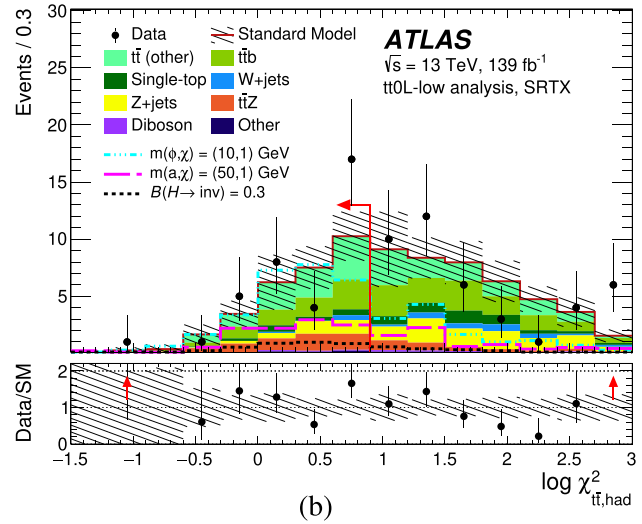 Events / 0.3
30
25
20
15
10
5
Data
Standard Model
tt̄ (other)
tt̄b
Single-top
W+jets
Z+jets
tt̄Z
Diboson
Other
m(ϕ,χ) = (10,1) GeV
m(a,χ) = (50,1) GeV
B(H→ inv) = 0.3
ATLAS
√s = 13 TeV, 139 fb⁻¹
tt0L-low analysis, SRTX
Data/SM
2
1
0
−1.5 −1 −0.5 0 0.5 1 1.5 2 2.5 3
log χ²tt̄,had
(b)